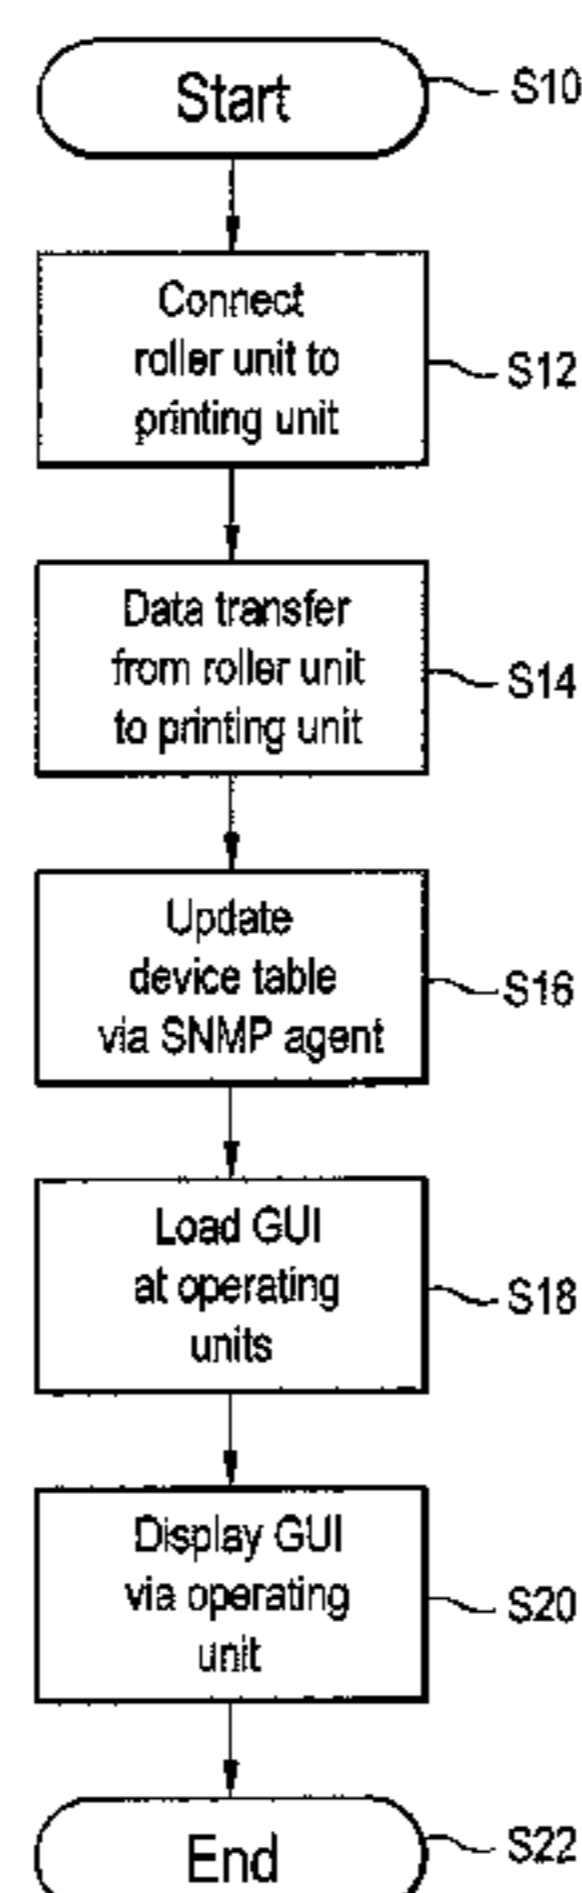 Start
S10
Connect
roller unit to
printing unit
S12
Data transfer
from roller unit
to printing unit
S14
Update
device table
via SNMP agent
S16
Load GUI
at operating
units
S18
Display GUI
via operating
unit
S20
End
S22